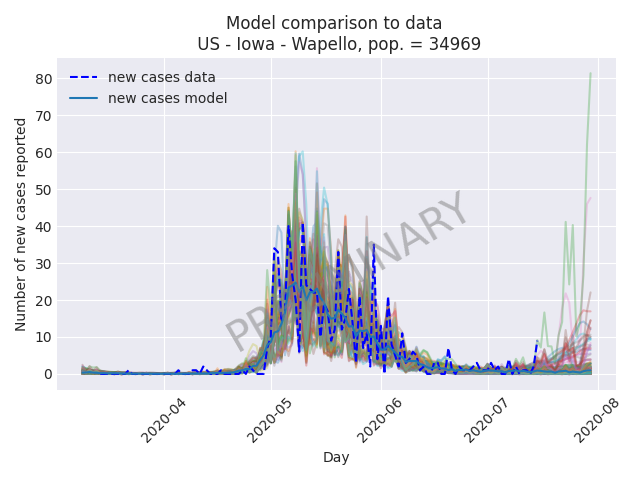 Model comparison to data
US - Iowa - Wapello, pop. = 34969
new cases data
new cases model
Number of new cases reported
80
70
60
50
40
30
20
10
0
PRELIMINARY
2020-04
2020-05
2020-06
2020-07
2020-08
Day